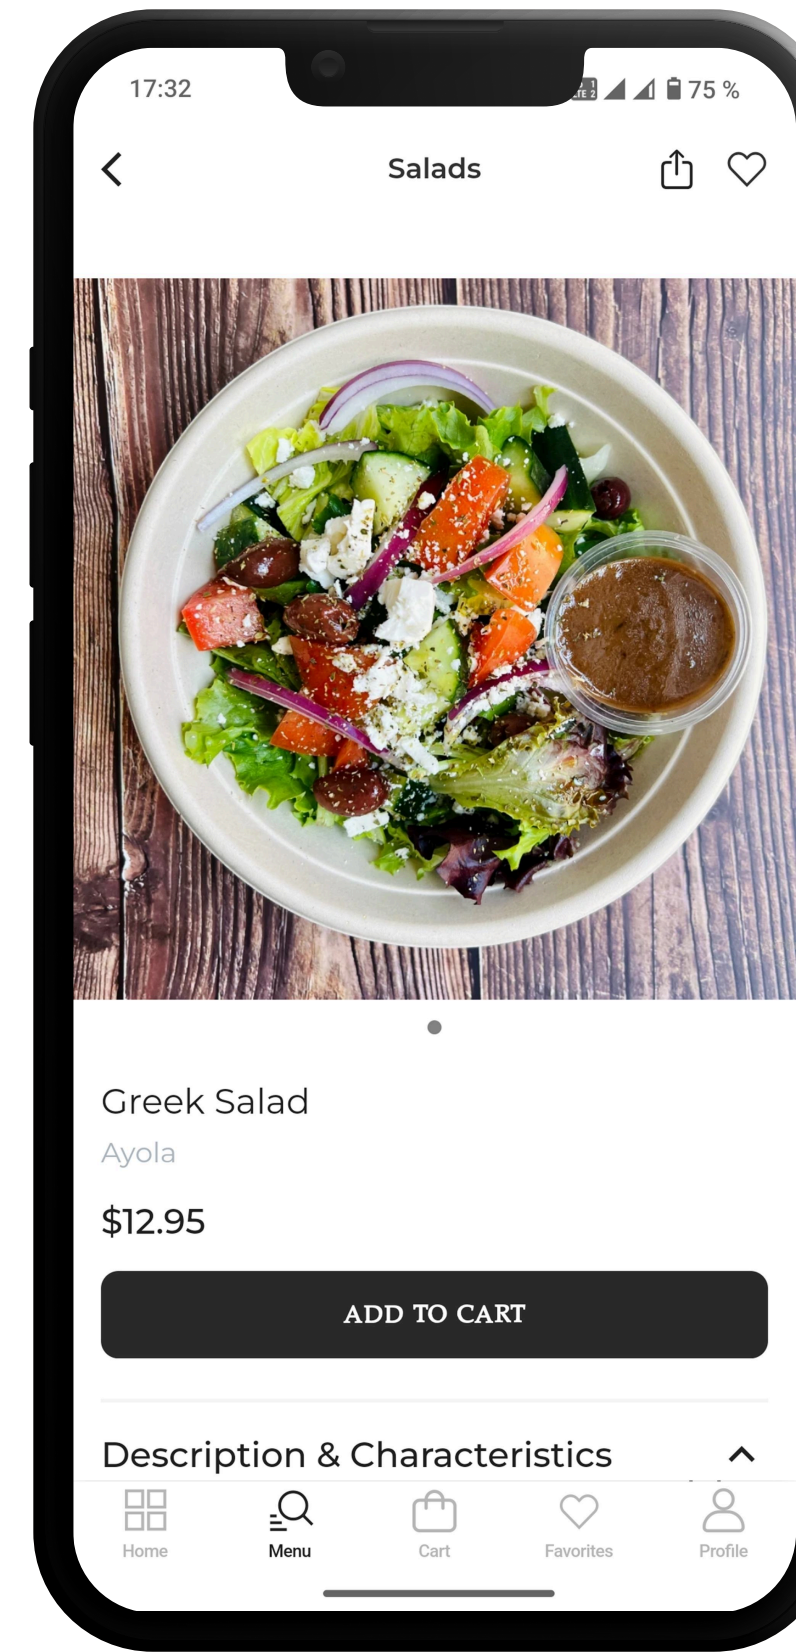 17:32
75 %
Salads
Greek Salad
Ayola
$12.95
ADD TO CART
Description & Characteristics
Home
Menu
Cart
Favorites
Profile